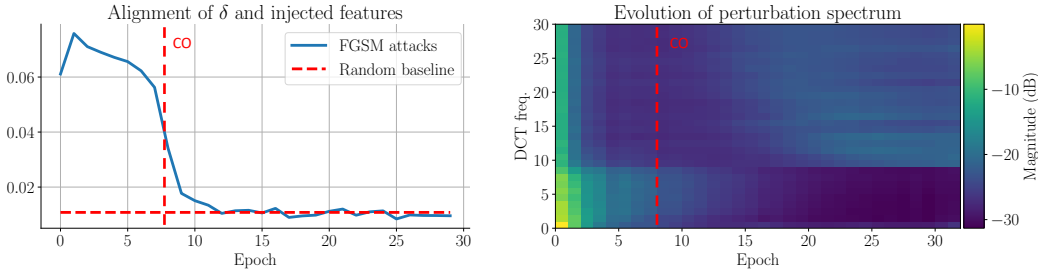 Alignment of δ and injected features
CO
FGSM attacks
Random baseline
0.06
0.04
0.02
0
5
10
15
20
25
30
Epoch
Evolution of perturbation spectrum
CO
DCT freq.
30
25
20
15
10
5
0
0
5
10
15
20
25
30
Epoch
−10
−20
−30
Magnitude (dB)